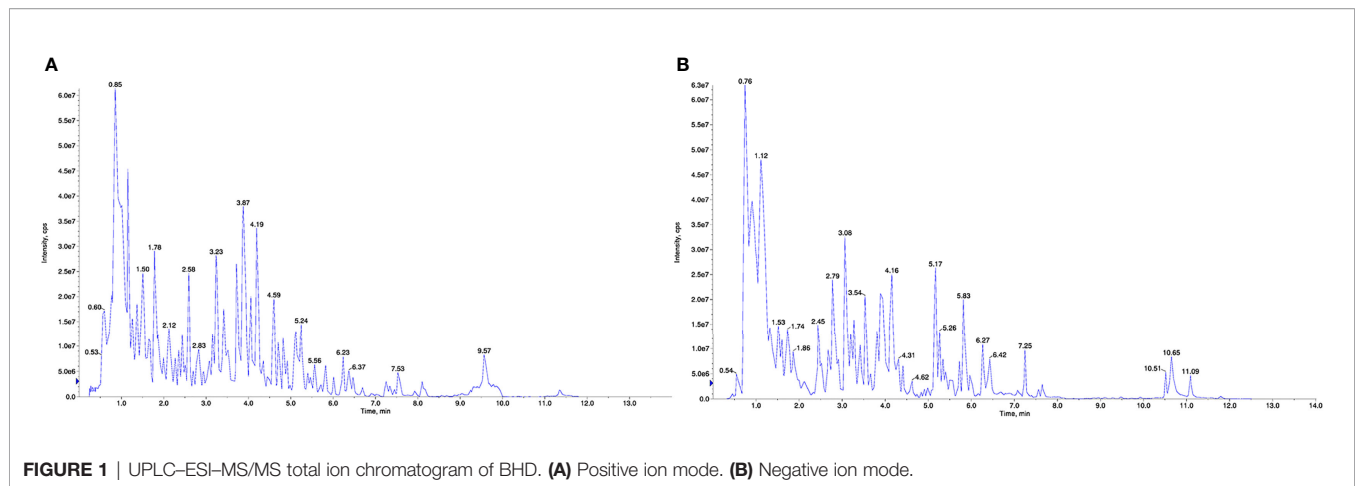 A
0.85
6.0e7
5.5e7
5.0e7
4.5e7
4.0e7
3.87
3.5e7
4.19
3.0e7
1.78
3.23
2.5e7
1.50
2.58
2.0e7
4.59
0.60
1.5e7
2.12
5.24
1.0e7
2.83
9.57
0.53
5.56
6.23
6.37
7.53
5.0e6
0.0
Intensity, cps
1.0 2.0 3.0 4.0 5.0 6.0 7.0 8.0 9.0 10.0 11.0 12.0 13.0
Time, min
B
0.76
6.3e7
6.0e7
5.5e7
5.0e7
1.12
4.5e7
4.0e7
3.5e7
3.08
3.0e7
2.79
5.17
2.5e7
4.16
3.54
2.0e7
5.83
2.45
1.53
1.74
1.5e7
5.26
1.86
6.27
7.25
1.0e7
4.31
6.42
10.65
0.54
10.51
11.09
5.0e6
4.62
0.0
Intensity, cps
1.0 2.0 3.0 4.0 5.0 6.0 7.0 8.0 9.0 10.0 11.0 12.0 13.0 14.0
Time, min
FIGURE 1 | UPLC–ESI–MS/MS total ion chromatogram of BHD. (A) Positive ion mode. (B) Negative ion mode.